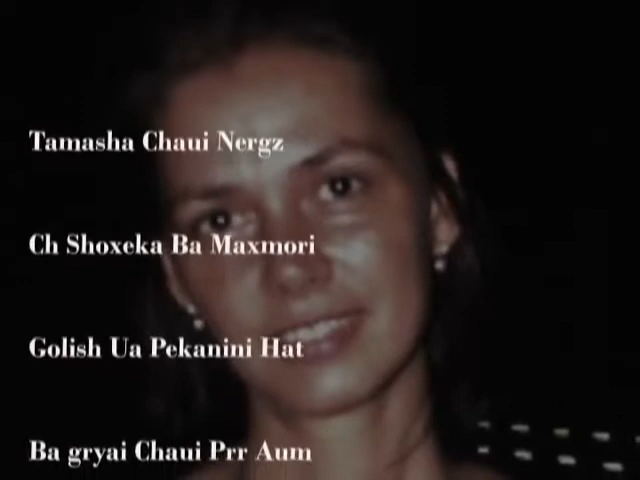 Tamasha Chaui Nergz
Ch Shoxeka Ba Maxmori
Golish Ua Pekanini Hat
Ba gryai Chaui Prr Aum